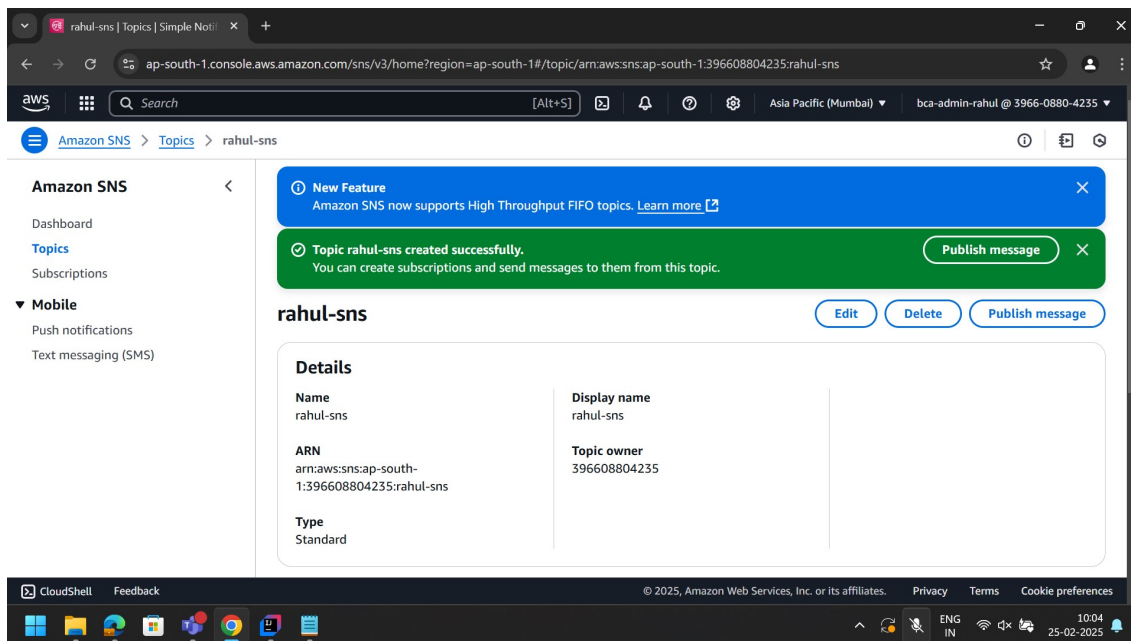 rahul-sns | Topics | Simple Notif
ap-south-1.console.aws.amazon.com/sns/v3/home?region=ap-south-1#/topic/arn:aws:sns:ap-south-1:396608804235:rahul-sns
aws
Search [Alt+S]
Asia Pacific (Mumbai)
bca-admin-rahul @ 3966-0880-4235
Amazon SNS > Topics > rahul-sns
Amazon SNS
Dashboard
Topics
Subscriptions
Mobile
Push notifications
Text messaging (SMS)
New Feature
Amazon SNS now supports High Throughput FIFO topics. Learn more
Topic rahul-sns created successfully.
You can create subscriptions and send messages to them from this topic.
Publish message
rahul-sns
Edit
Delete
Publish message
Details
Name
rahul-sns
ARN
arn:aws:sns:ap-south-
1:396608804235:rahul-sns
Type
Standard
Display name
rahul-sns
Topic owner
396608804235
CloudShell
Feedback
© 2025, Amazon Web Services, Inc. or its affiliates.
Privacy
Terms
Cookie preferences
ENG
IN
10:04
25-02-2025